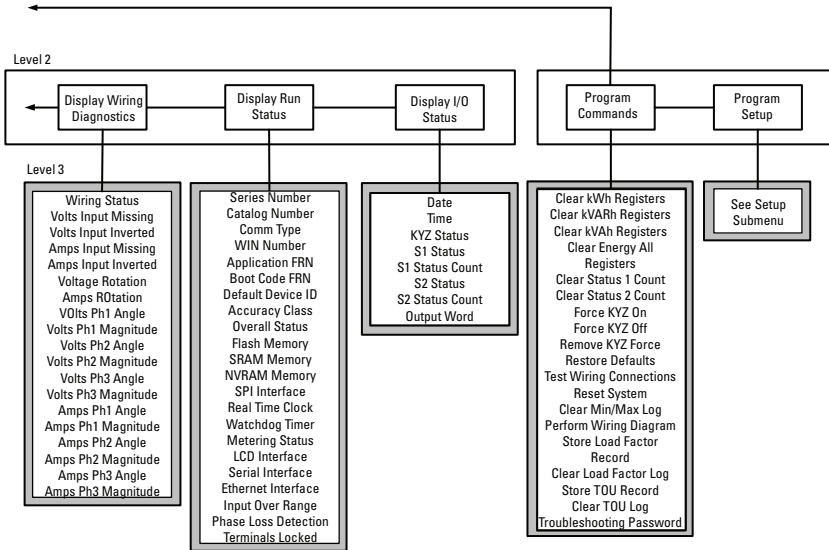 Level 2
Display Wiring
Diagnostics
Display Run
Status
Display I/O
Status
Program
Commands
Program
Setup
Level 3
Wiring Status
Volts Input Missing
Volts Input Inverted
Amps Input Missing
Amps Input Inverted
Voltage Rotation
Amps ROtation
VOlts Ph1 Angle
Volts Ph1 Magnitude
Volts Ph2 Angle
Volts Ph2 Magnitude
Volts Ph3 Angle
Volts Ph3 Magnitude
Amps Ph1 Angle
Amps Ph1 Magnitude
Amps Ph2 Angle
Amps Ph2 Magnitude
Amps Ph3 Angle
Amps Ph3 Magnitude
Series Number
Catalog Number
Comm Type
WIN Number
Application FRN
Boot Code FRN
Default Device ID
Accuracy Class
Overall Status
Flash Memory
SRAM Memory
NVRAM Memory
SPI Interface
Real Time Clock
Watchdog Timer
Metering Status
LCD Interface
Serial Interface
Ethernet Interface
Input Over Range
Phase Loss Detection
Terminals Locked
Date
Time
KYZ Status
S1 Status
S1 Status Count
S2 Status
S2 Status Count
Output Word
Clear kWh Registers
Clear kVARh Registers
Clear kVAh Registers
Clear Energy All
Registers
Clear Status 1 Count
Clear Status 2 Count
Force KYZ On
Force KYZ Off
Remove KYZ Force
Restore Defaults
Test Wiring Connections
Reset System
Clear Min/Max Log
Perform Wiring Diagram
Store Load Factor
Record
Clear Load Factor Log
Store TOU Record
Clear TOU Log
Troubleshooting Password
See Setup
Submenu